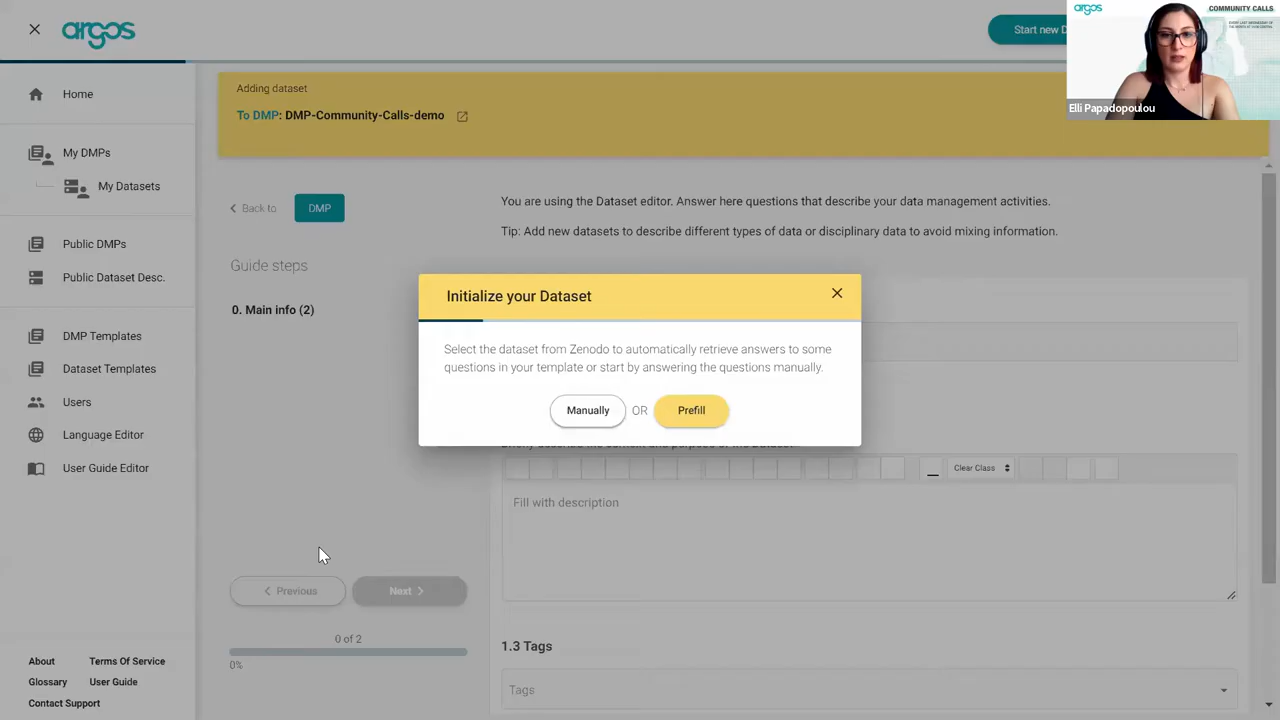 argos
Start new D
argos
COMMUNITY CALLS
Elli Papadopoulou
Home
My DMPs
My Datasets
Public DMPs
Public Dataset Desc.
DMP Templates
Dataset Templates
Users
Language Editor
User Guide Editor
About
Terms Of Service
Glossary
User Guide
Contact Support
Adding dataset
To DMP: DMP-Community-Calls-demo
Back to
DMP
Guide steps
0. Main info (2)
Previous
Next
0 of 2
0%
You are using the Dataset editor. Answer here questions that describe your data management activities.
Tip: Add new datasets to describe different types of data or disciplinary data to avoid mixing information.
Initialize your Dataset
Select the dataset from Zenodo to automatically retrieve answers to some
questions in your template or start by answering the questions manually.
Manually
OR
Prefill
Clear Class
Fill with description
1.3 Tags
Tags